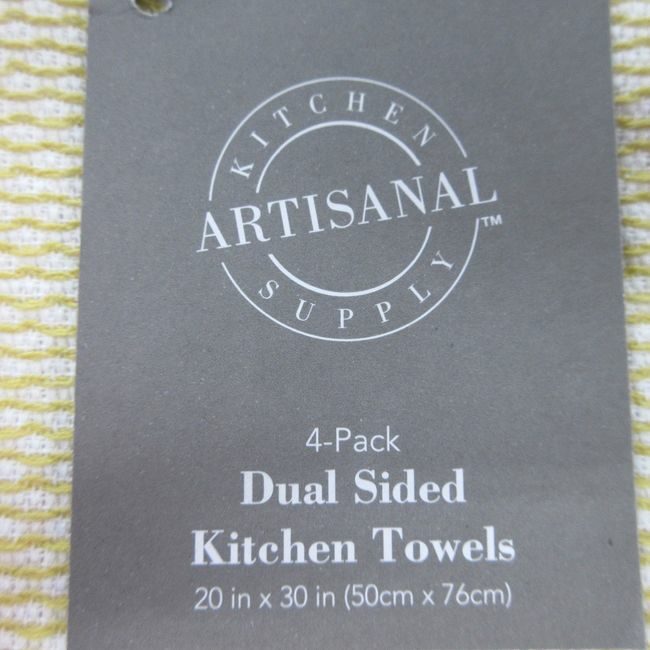 KITCHEN
ARTISANAL™
SUPPLY
4-Pack
Dual Sided
Kitchen Towels
20 in x 30 in (50cm x 76cm)